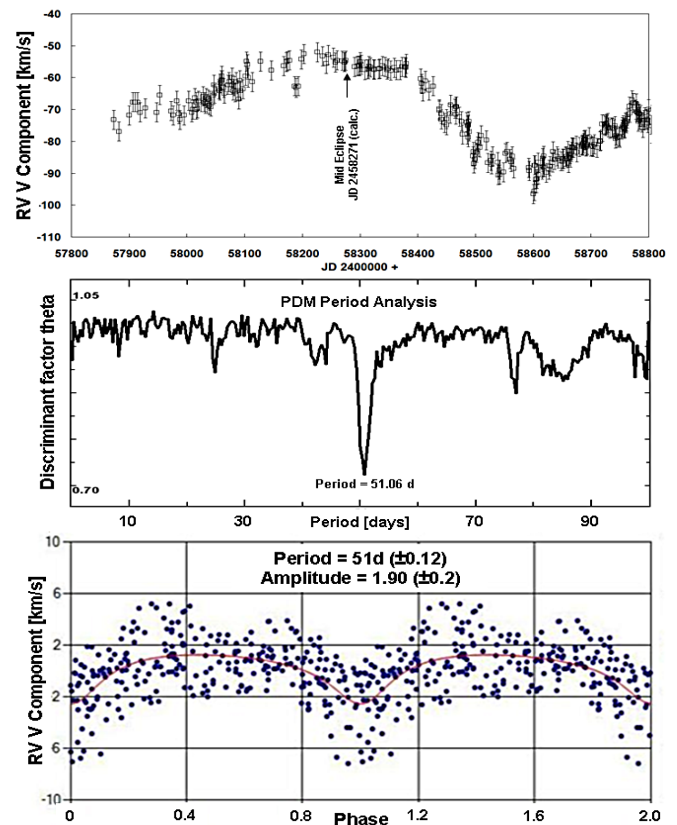 -40
-50
-60
-70
-80
-90
-100
-110
RV V Component [km/s]
Mid Eclipse
JD 2458271 (calc.)
57800 57900 58000 58100 58200 58300 58400 58500 58600 58700 58800
JD 2400000 +
1.05
PDM Period Analysis
Discriminant factor theta
Period = 51.06 d
0.70
10 30 Period [days] 70 90
10
6
2
2
6
-10
RV V Component [km/s]
Period = 51d (±0.12)
Amplitude = 1.90 (±0.2)
0 0.4 0.8 1.2 1.6 2.0
Phase